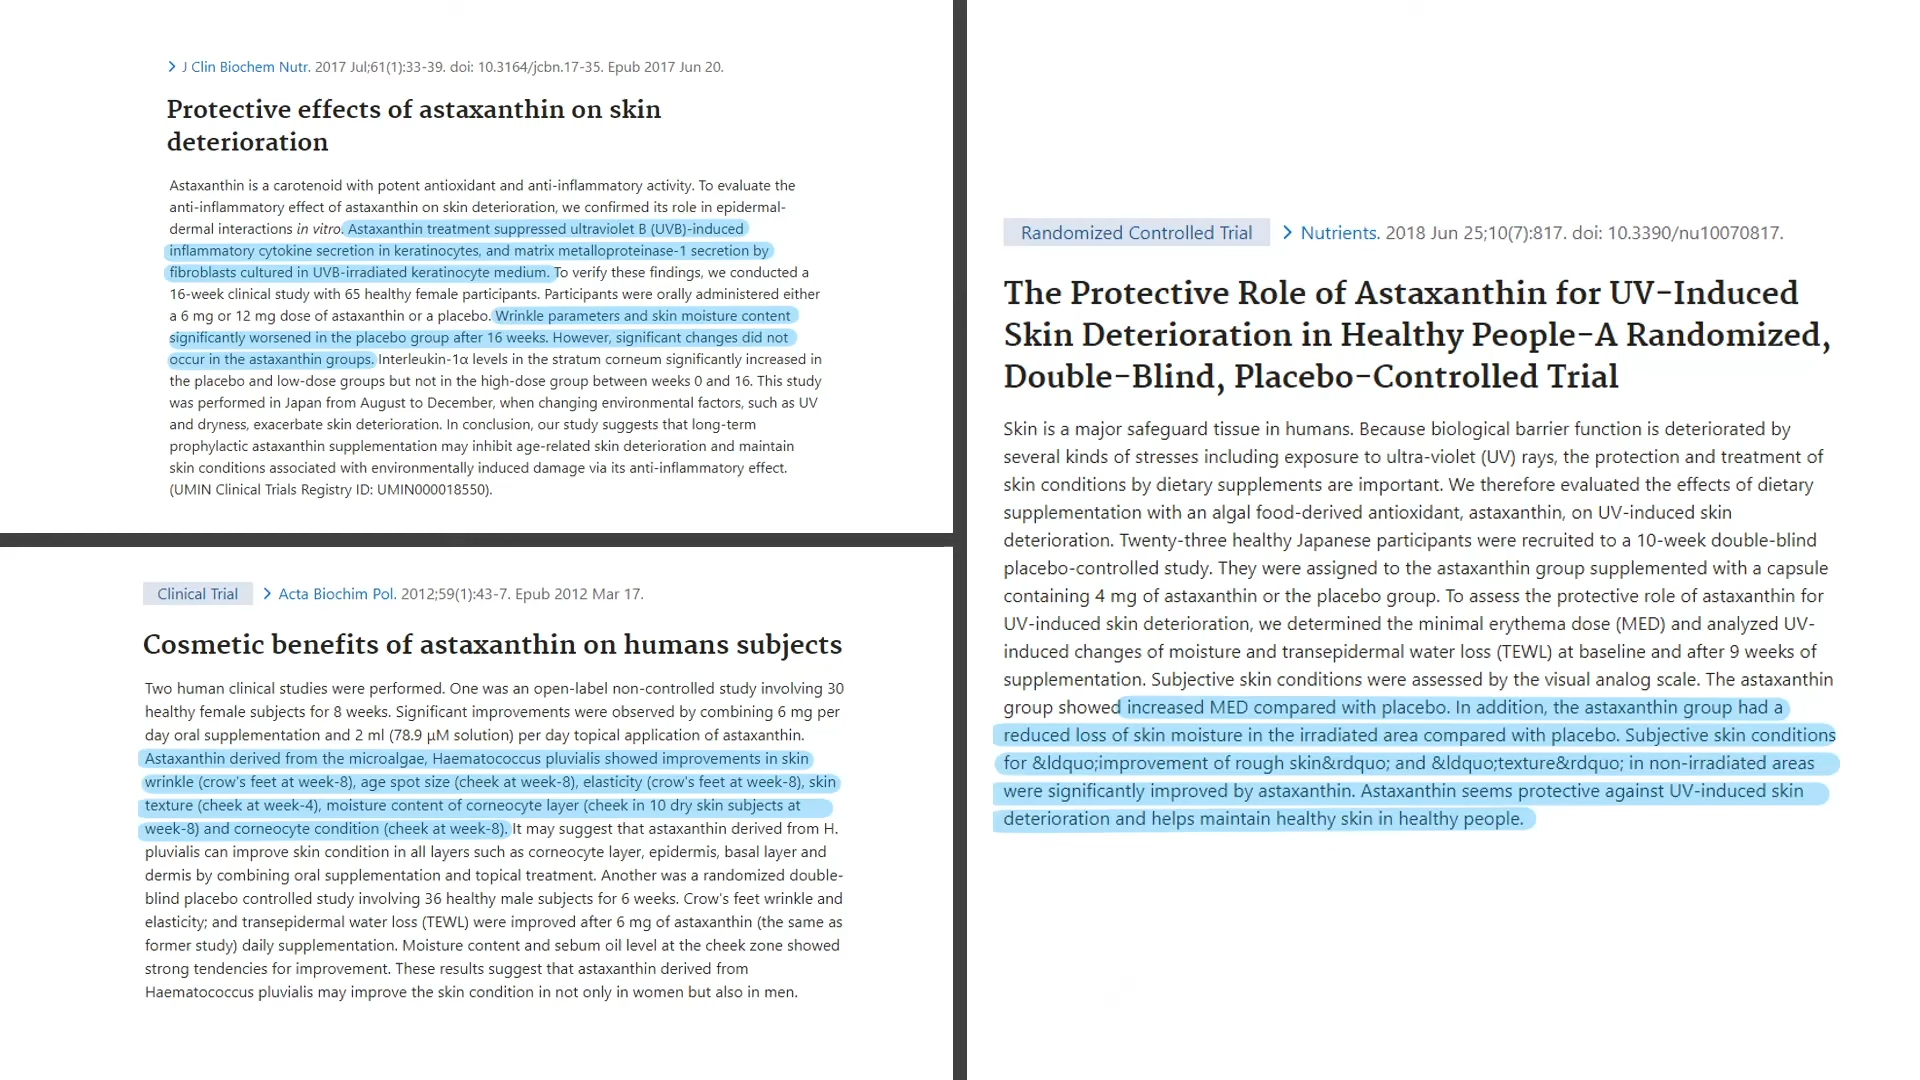 J Clin Biochem Nutr. 2017 Jul;61(1):33-39. doi: 10.3164/jcbn.17-35. Epub 2017 Jun 20.
Protective effects of astaxanthin on skin
deterioration
Astaxanthin is a carotenoid with potent antioxidant and anti-inflammatory activity. To evaluate the
anti-inflammatory effect of astaxanthin on skin deterioration, we confirmed its role in epidermal-
dermal interactions in vitro. Astaxanthin treatment suppressed ultraviolet B (UVB)-induced
inflammatory cytokine secretion in keratinocytes, and matrix metalloproteinase-1 secretion by
fibroblasts cultured in UVB-irradiated keratinocyte medium. To verify these findings, we conducted a
16-week clinical study with 65 healthy female participants. Participants were orally administered either
a 6 mg or 12 mg dose of astaxanthin or a placebo. Wrinkle parameters and skin moisture content
significantly worsened in the placebo group after 16 weeks. However, significant changes did not
occur in the astaxanthin groups. Interleukin-1α levels in the stratum corneum significantly increased in
the placebo and low-dose groups but not in the high-dose group between weeks 0 and 16. This study
was performed in Japan from August to December, when changing environmental factors, such as UV
and dryness, exacerbate skin deterioration. In conclusion, our study suggests that long-term
prophylactic astaxanthin supplementation may inhibit age-related skin deterioration and maintain
skin conditions associated with environmentally induced damage via its anti-inflammatory effect.
(UMIN Clinical Trials Registry ID: UMIN000018550).
Clinical Trial > Acta Biochim Pol. 2012;59(1):43-7. Epub 2012 Mar 17.
Cosmetic benefits of astaxanthin on humans subjects
Two human clinical studies were performed. One was an open-label non-controlled study involving 30
healthy female subjects for 8 weeks. Significant improvements were observed by combining 6 mg per
day oral supplementation and 2 ml (78.9 μM solution) per day topical application of astaxanthin.
Astaxanthin derived from the microalgae, Haematococcus pluvialis showed improvements in skin
wrinkle (crow's feet at week-8), age spot size (cheek at week-8), elasticity (crow's feet at week-8), skin
texture (cheek at week-4), moisture content of corneocyte layer (cheek in 10 dry skin subjects at
week-8) and corneocyte condition (cheek at week-8). It may suggest that astaxanthin derived from H.
pluvialis can improve skin condition in all layers such as corneocyte layer, epidermis, basal layer and
dermis by combining oral supplementation and topical treatment. Another was a randomized double-
blind placebo controlled study involving 36 healthy male subjects for 6 weeks. Crow's feet wrinkle and
elasticity; and transepidermal water loss (TEWL) were improved after 6 mg of astaxanthin (the same as
former study) daily supplementation. Moisture content and sebum oil level at the cheek zone showed
strong tendencies for improvement. These results suggest that astaxanthin derived from
Haematococcus pluvialis may improve the skin condition in not only in women but also in men.
Randomized Controlled Trial > Nutrients. 2018 Jun 25;10(7):817. doi: 10.3390/nu10070817.
The Protective Role of Astaxanthin for UV-Induced
Skin Deterioration in Healthy People-A Randomized,
Double-Blind, Placebo-Controlled Trial
Skin is a major safeguard tissue in humans. Because biological barrier function is deteriorated by
several kinds of stresses including exposure to ultra-violet (UV) rays, the protection and treatment of
skin conditions by dietary supplements are important. We therefore evaluated the effects of dietary
supplementation with an algal food-derived antioxidant, astaxanthin, on UV-induced skin
deterioration. Twenty-three healthy Japanese participants were recruited to a 10-week double-blind
placebo-controlled study. They were assigned to the astaxanthin group supplemented with a capsule
containing 4 mg of astaxanthin or the placebo group. To assess the protective role of astaxanthin for
UV-induced skin deterioration, we determined the minimal erythema dose (MED) and analyzed UV-
induced changes of moisture and transepidermal water loss (TEWL) at baseline and after 9 weeks of
supplementation. Subjective skin conditions were assessed by the visual analog scale. The astaxanthin
group showed increased MED compared with placebo. In addition, the astaxanthin group had a
reduced loss of skin moisture in the irradiated area compared with placebo. Subjective skin conditions
for &ldquo;improvement of rough skin&rdquo; and &ldquo;texture&rdquo; in non-irradiated areas
were significantly improved by astaxanthin. Astaxanthin seems protective against UV-induced skin
deterioration and helps maintain healthy skin in healthy people.